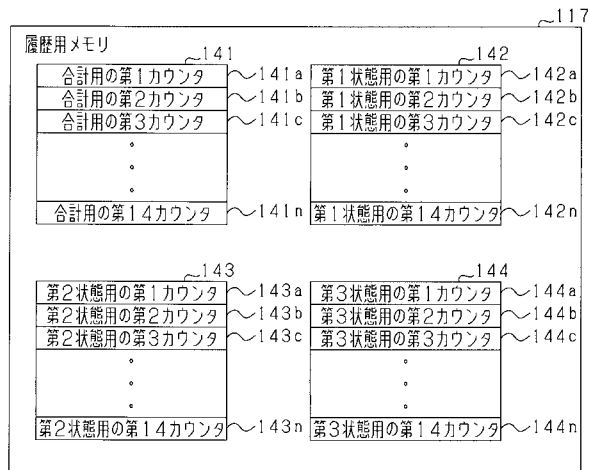 117
履歴用メモリ
141
合計用の第1カウンタ 141a
合計用の第2カウンタ 141b
合計用の第3カウンタ 141c
合計用の第14カウンタ 141n
142
第1状態用の第1カウンタ 142a
第1状態用の第2カウンタ 142b
第1状態用の第3カウンタ 142c
第1状態用の第14カウンタ 142n
143
第2状態用の第1カウンタ 143a
第2状態用の第2カウンタ 143b
第2状態用の第3カウンタ 143c
第2状態用の第14カウンタ 143n
144
第3状態用の第1カウンタ 144a
第3状態用の第2カウンタ 144b
第3状態用の第3カウンタ 144c
第3状態用の第14カウンタ 144n